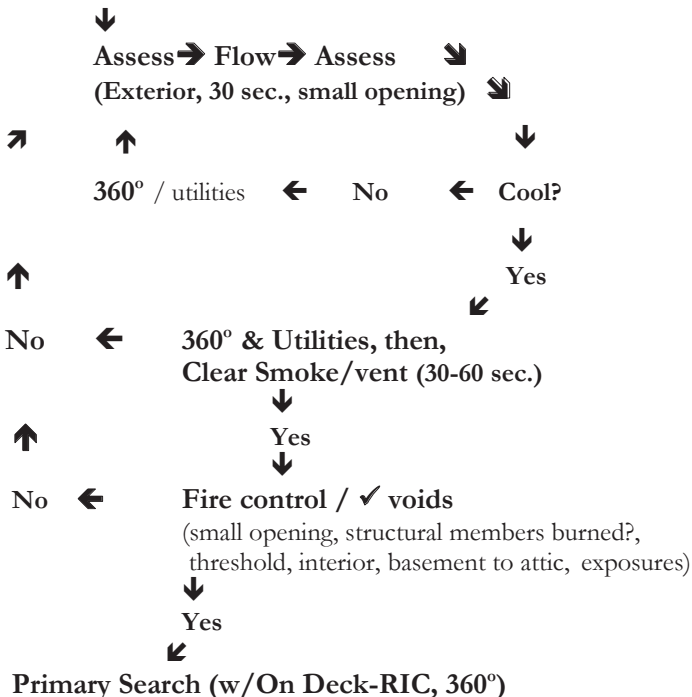 ↓
Assess→ Flow→ Assess ↘
(Exterior, 30 sec., small opening) ↘
↗ ↑ ↓
360º / utilities ← No ← Cool?
↓
↑ Yes
↙
No ← 360º & Utilities, then,
Clear Smoke/vent (30-60 sec.)
↓
↑ Yes
↓
No ← Fire control / ✓ voids
(small opening, structural members burned?,
threshold, interior, basement to attic, exposures)
↓
Yes
↙
Primary Search (w/On Deck-RIC, 360º)